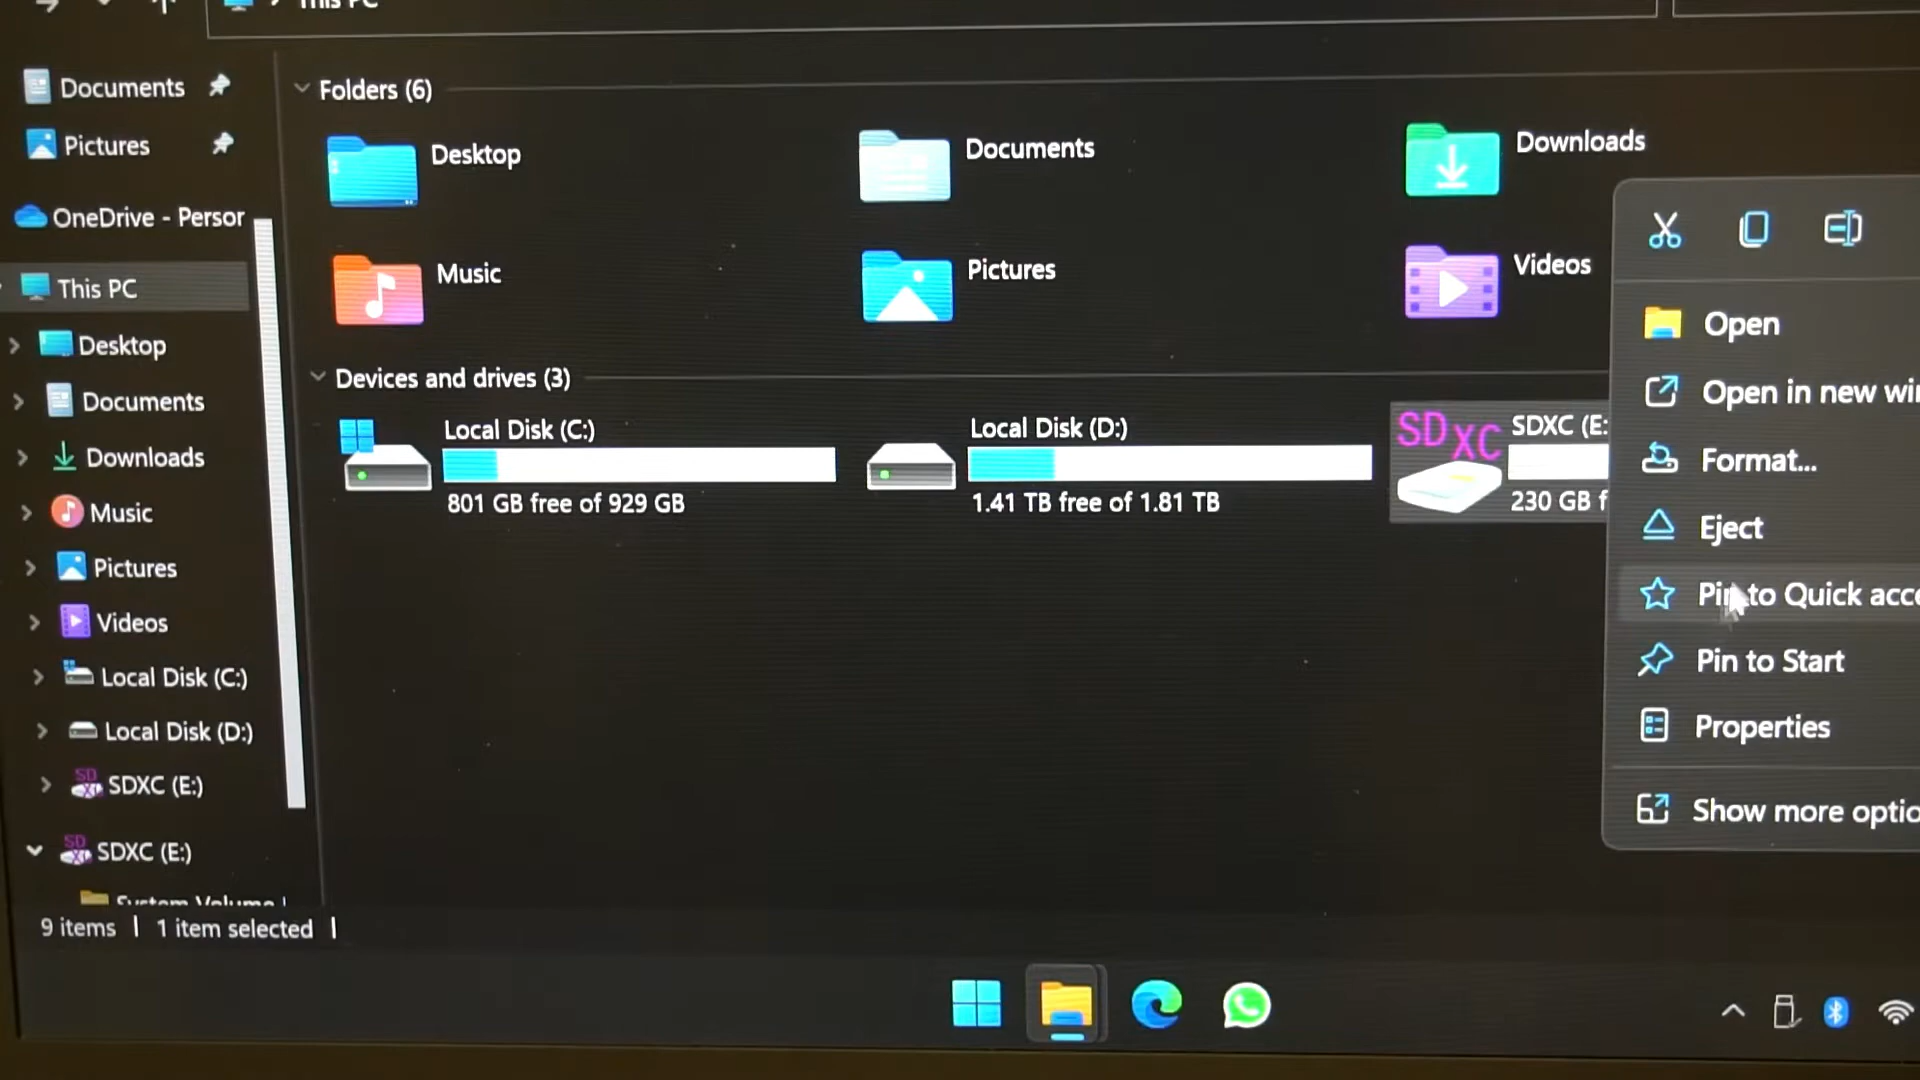 This PC
Documents
Pictures
OneDrive - Persor
This PC
Desktop
Documents
Downloads
Music
Pictures
Videos
Local Disk (C:)
Local Disk (D:)
SDXC (E:)
SDXC (E:)
System Volume I
9 items
1 item selected
Folders (6)
Desktop
Documents
Downloads
Music
Pictures
Videos
Devices and drives (3)
Local Disk (C:)
801 GB free of 929 GB
Local Disk (D:)
1.41 TB free of 1.81 TB
SD XC
SDXC (E:
230 GB f
Open
Open in new wi
Format...
Eject
Pin to Quick acce
Pin to Start
Properties
Show more optio